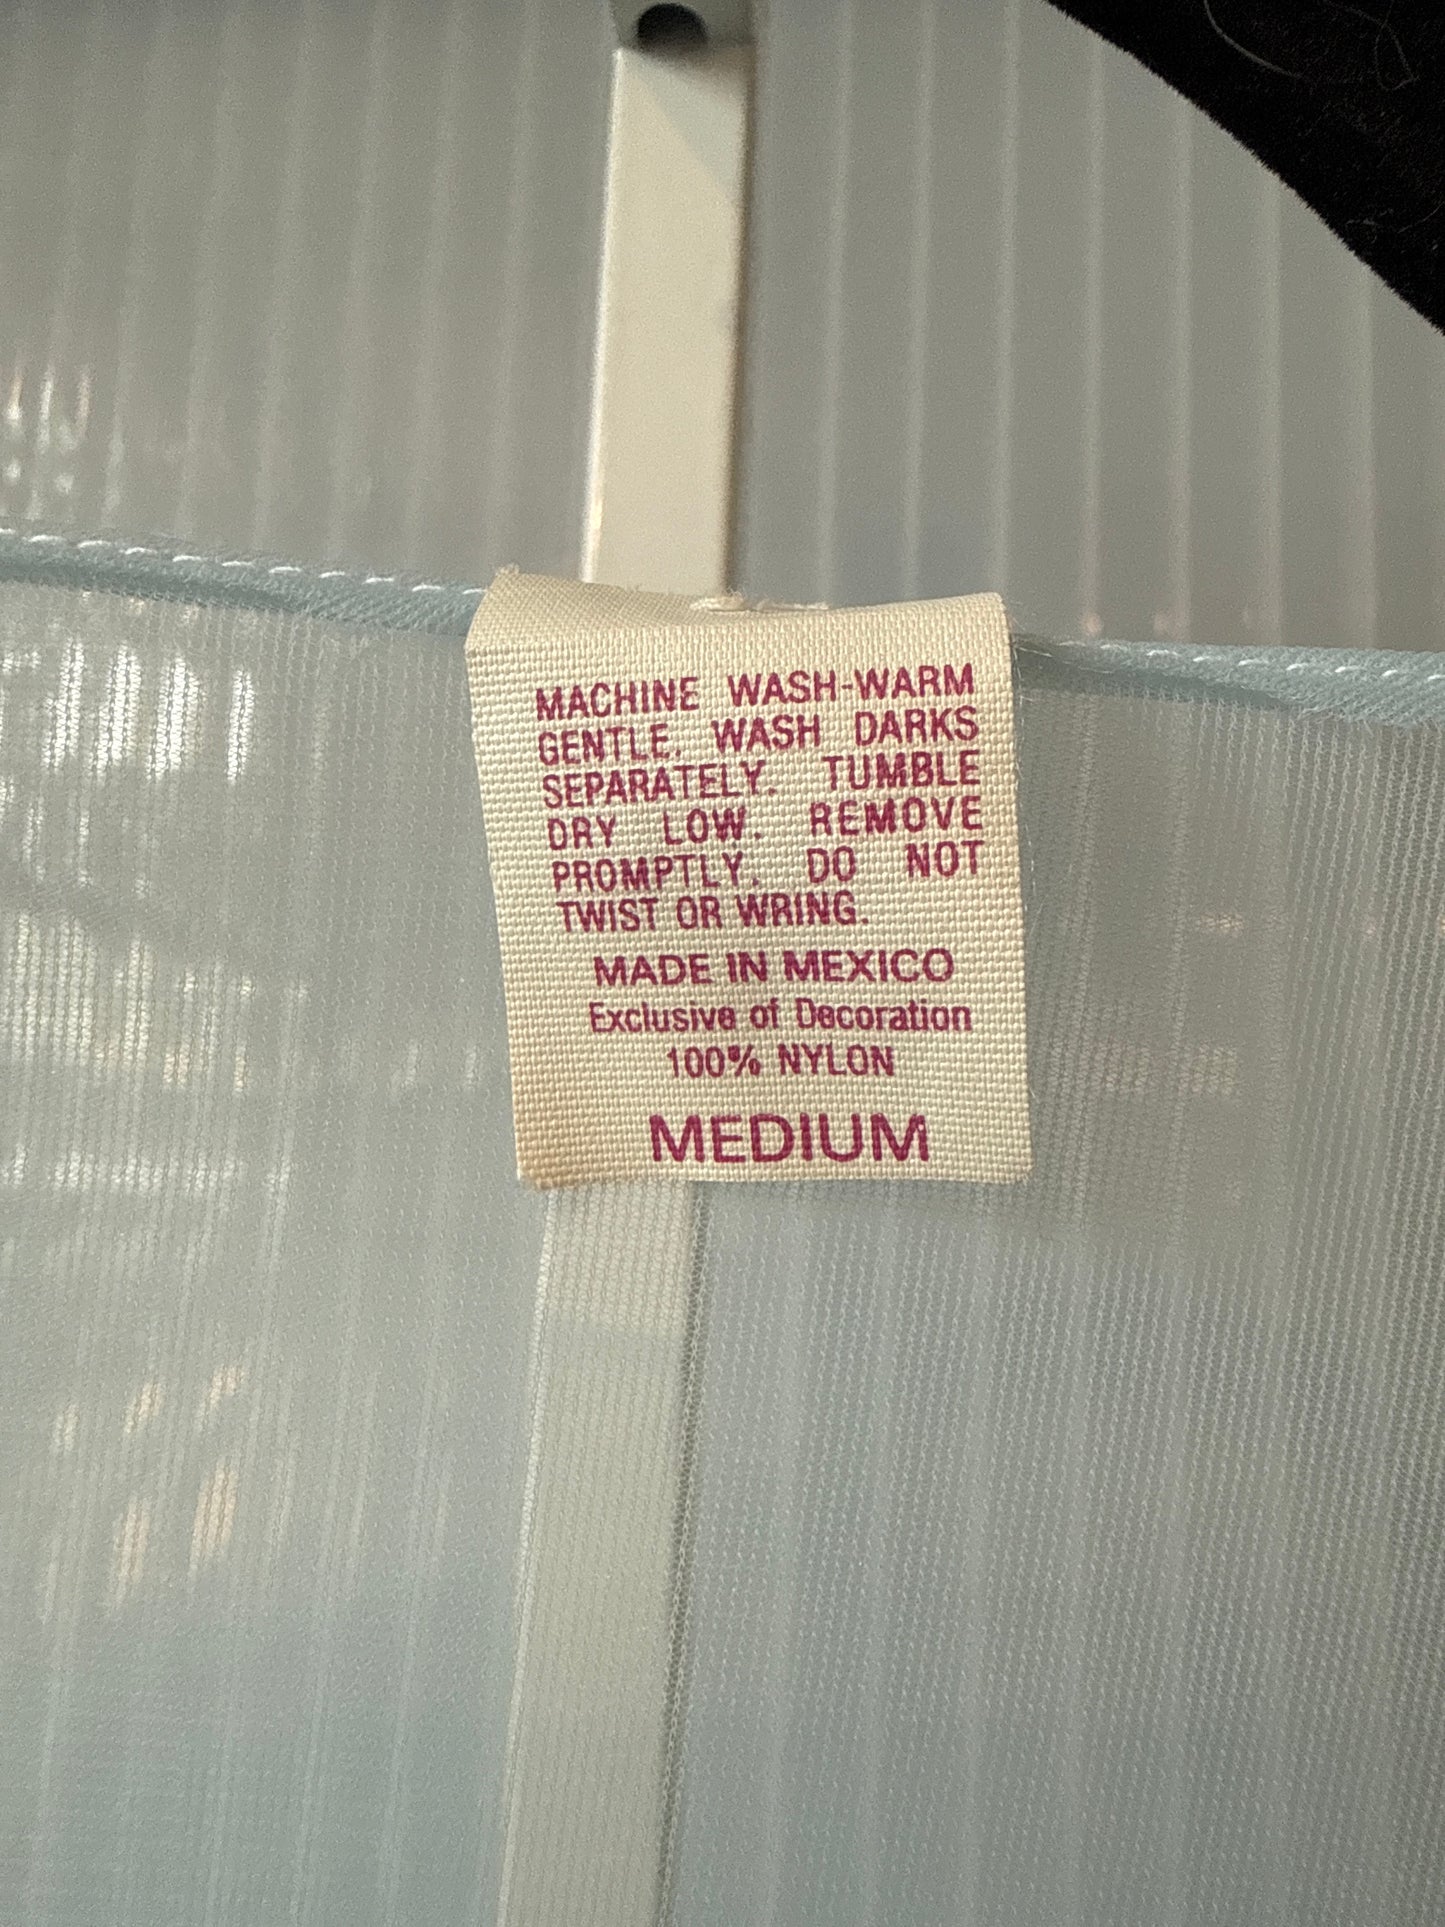 MACHINE WASH-WARM
GENTLE. WASH DARKS
SEPARATELY. TUMBLE
DRY LOW. REMOVE
PROMPTLY. DO NOT
TWIST OR WRING.
MADE IN MEXICO
Exclusive of Decoration
100% NYLON
MEDIUM